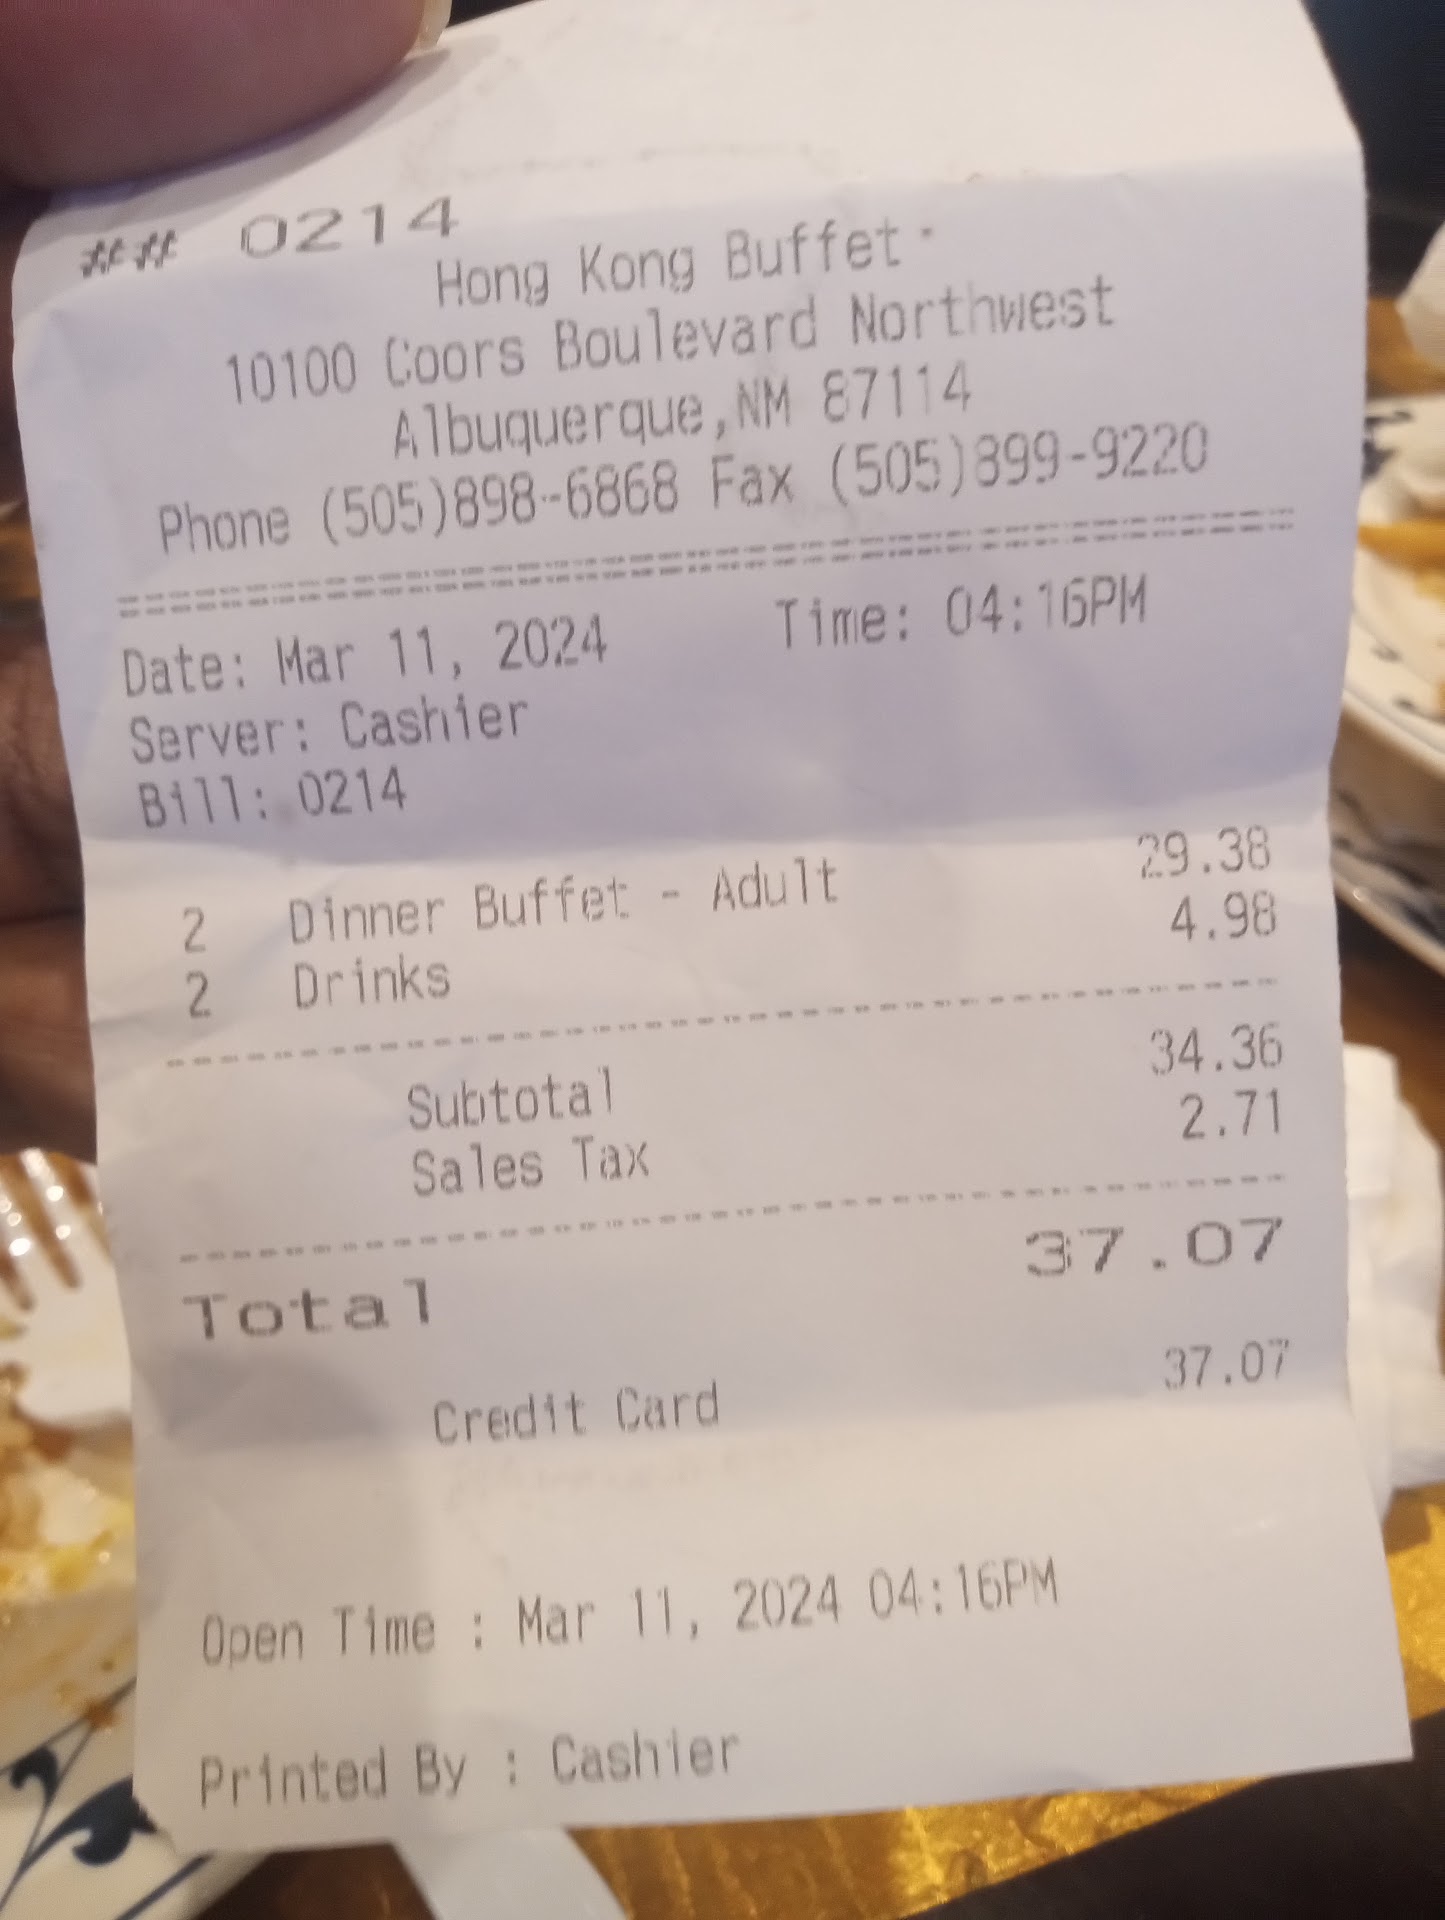 ## 0214
Hong Kong Buffet
10100 Coors Boulevard Northwest
Albuquerque,NM 87114
Phone (505)898-6868 Fax (505)899-9220
Date: Mar 11, 2024 Time: 04:16PM
Server: Cashier
Bill: 0214
2 Dinner Buffet - Adult 29.38
2 Drinks 4.98
Subtotal 34.36
Sales Tax 2.71
Total 37.07
Credit Card 37.07
Open Time : Mar 11, 2024 04:16PM
Printed By : Cashier